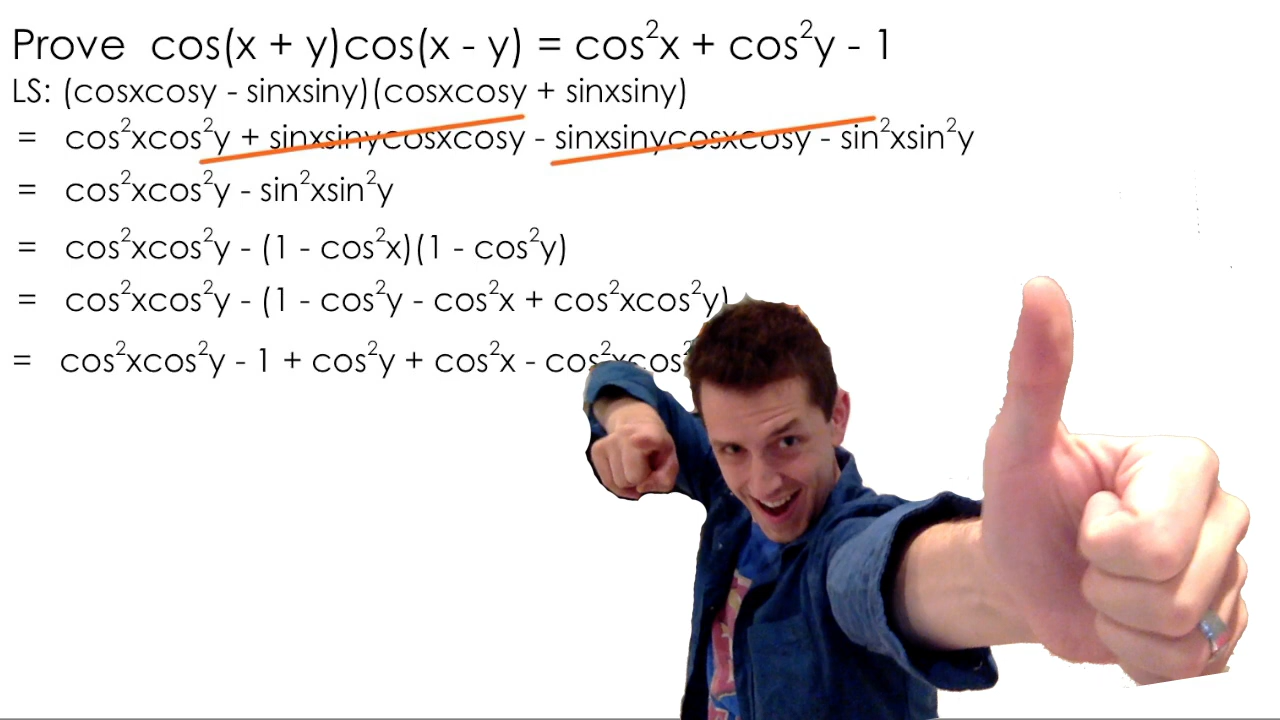 Prove cos(x + y)cos(x - y) = cos²x + cos²y - 1
LS: (cosxcosy - sinxsiny)(cosxcosy + sinxsiny)
= cos²xcos²y + sinxsinycosxcosy - sinxsinycosxcosy - sin²xsin²y
= cos²xcos²y - sin²xsin²y
= cos²xcos²y - (1 - cos²x)(1 - cos²y)
= cos²xcos²y - (1 - cos²y - cos²x + cos²xcos²y)
= cos²xcos²y - 1 + cos²y + cos²x - cos²xcos²